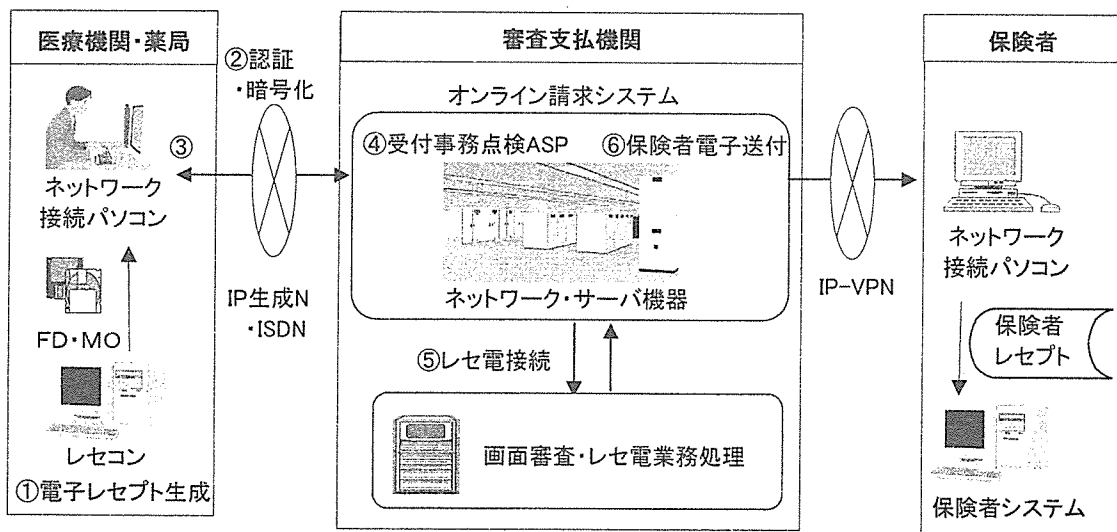 医療機関・薬局
③
ネットワーク
接続パソコン
FD・MO
レセコン
①電子レセプト生成
②認証
・暗号化
IP生成N
・ISDN
審査支払機関
オンライン請求システム
④受付事務点検ASP
⑥保険者電子送付
ネットワーク・サーバ機器
⑤レセ電接続
画面審査・レセ電業務処理
IP-VPN
保険者
ネットワーク
接続パソコン
保険者
レセプト
保険者システム